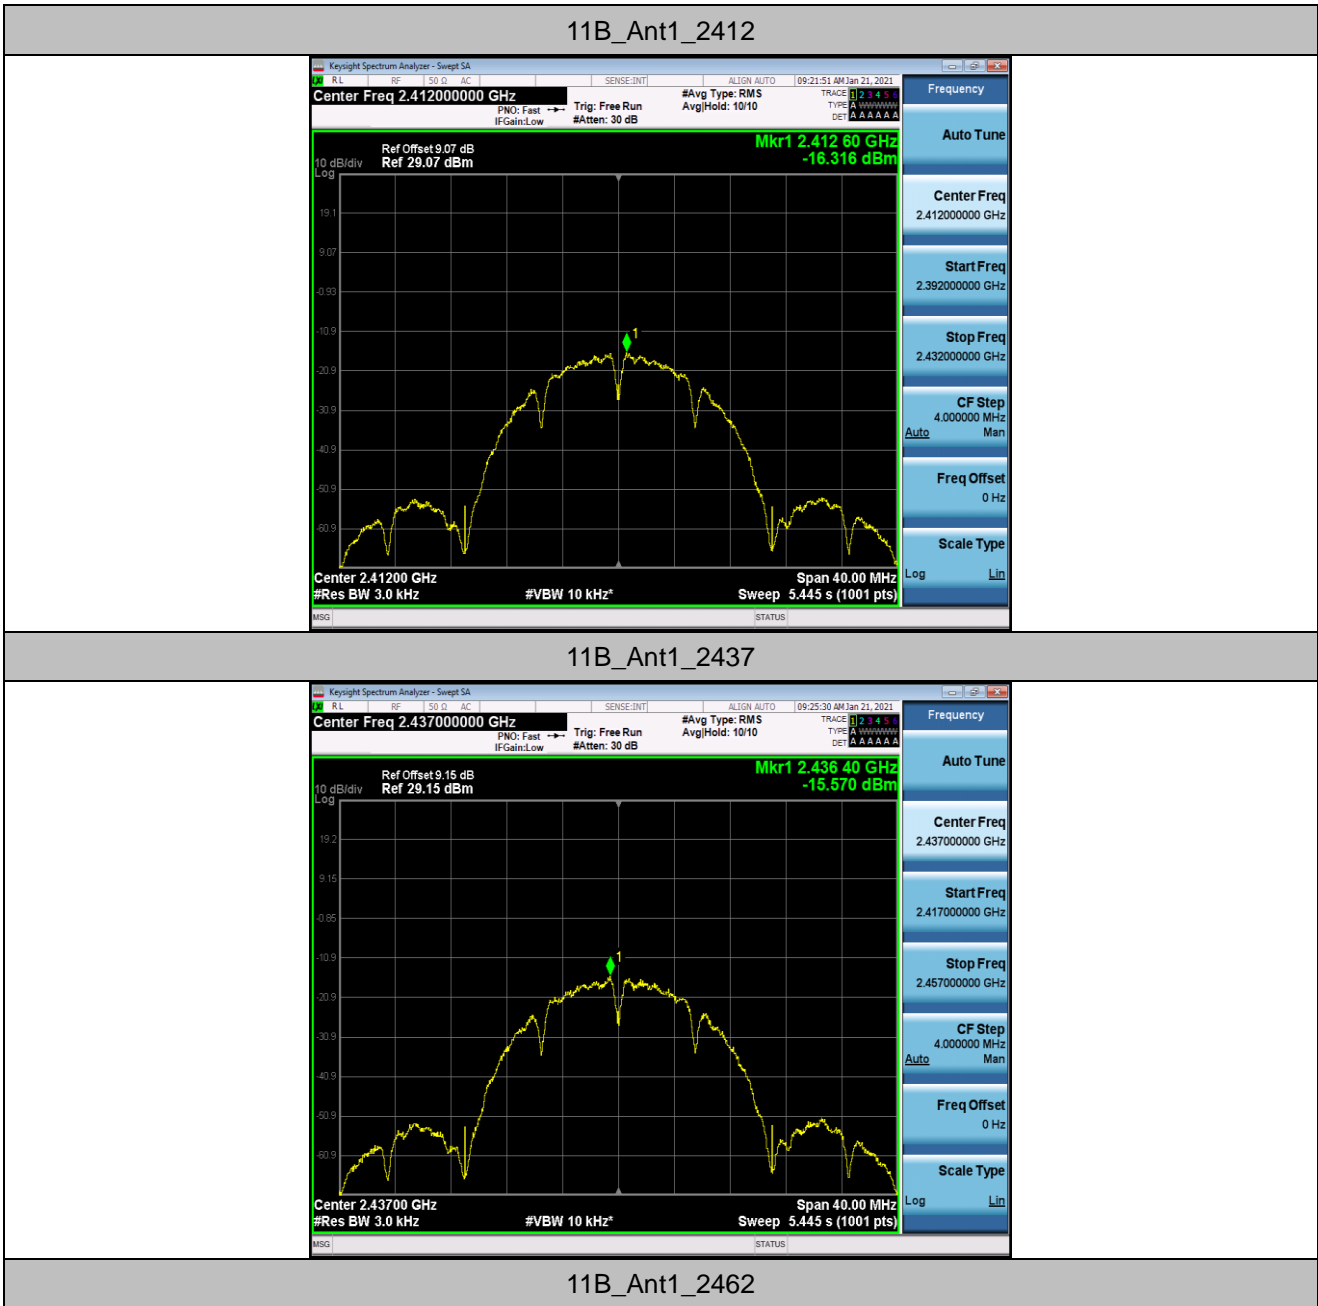 11B_Ant1_2412
Keysight Spectrum Analyzer - Swept SA
RL RF 50 Ω AC SENSE:INT ALIGN AUTO 09:21:51 AM Jan 21, 2021
Center Freq 2.412000000 GHz
PNO: Fast
IFGain:Low
Trig: Free Run
#Atten: 30 dB
#Avg Type: RMS
Avg|Hold: 10/10
TRACE 1 2 3 4 5 6
TYPE A WWWWW
DET A A A A A A
Mkr1 2.412 60 GHz
-16.316 dBm
Ref Offset 9.07 dB
10 dB/div Ref 29.07 dBm
Log
19.1
9.07
-0.93
-10.9
-20.9
-30.9
-40.9
-50.9
-60.9
1
Center 2.41200 GHz Span 40.00 MHz
#Res BW 3.0 kHz #VBW 10 kHz* Sweep 5.445 s (1001 pts)
MSG STATUS
Frequency
Auto Tune
Center Freq
2.412000000 GHz
Start Freq
2.392000000 GHz
Stop Freq
2.432000000 GHz
CF Step
4.000000 MHz
Auto Man
Freq Offset
0 Hz
Scale Type
Log Lin
11B_Ant1_2437
Keysight Spectrum Analyzer - Swept SA
RL RF 50 Ω AC SENSE:INT ALIGN AUTO 09:25:30 AM Jan 21, 2021
Center Freq 2.437000000 GHz
PNO: Fast
IFGain:Low
Trig: Free Run
#Atten: 30 dB
#Avg Type: RMS
Avg|Hold: 10/10
TRACE 1 2 3 4 5 6
TYPE A WWWWW
DET A A A A A A
Mkr1 2.436 40 GHz
-15.570 dBm
Ref Offset 9.15 dB
10 dB/div Ref 29.15 dBm
Log
19.2
9.15
-0.85
-10.9
-20.9
-30.9
-40.9
-50.9
-60.9
1
Center 2.43700 GHz Span 40.00 MHz
#Res BW 3.0 kHz #VBW 10 kHz* Sweep 5.445 s (1001 pts)
MSG STATUS
Frequency
Auto Tune
Center Freq
2.437000000 GHz
Start Freq
2.417000000 GHz
Stop Freq
2.457000000 GHz
CF Step
4.000000 MHz
Auto Man
Freq Offset
0 Hz
Scale Type
Log Lin
11B_Ant1_2462